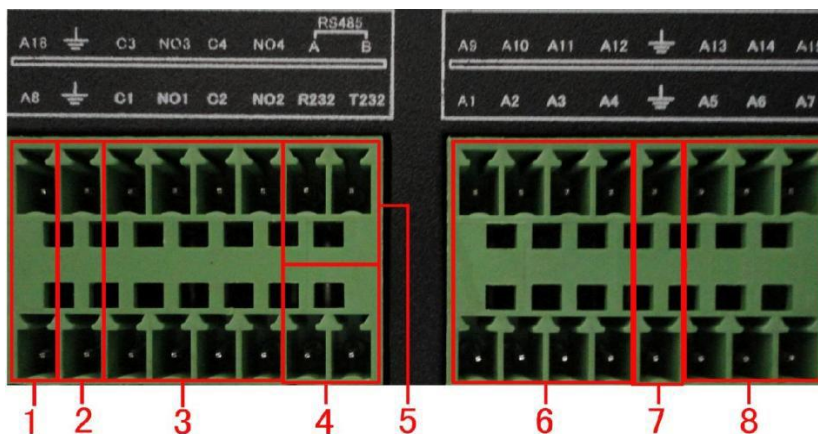 RS485
A18 C3 NO3 C4 NO4 A B
A8 C1 NO1 C2 NO2 R232 T232
A9 A10 A11 A12 A13 A14 A15
A1 A2 A3 A4 A5 A6 A7
1 2 3 4 5 6 7 8